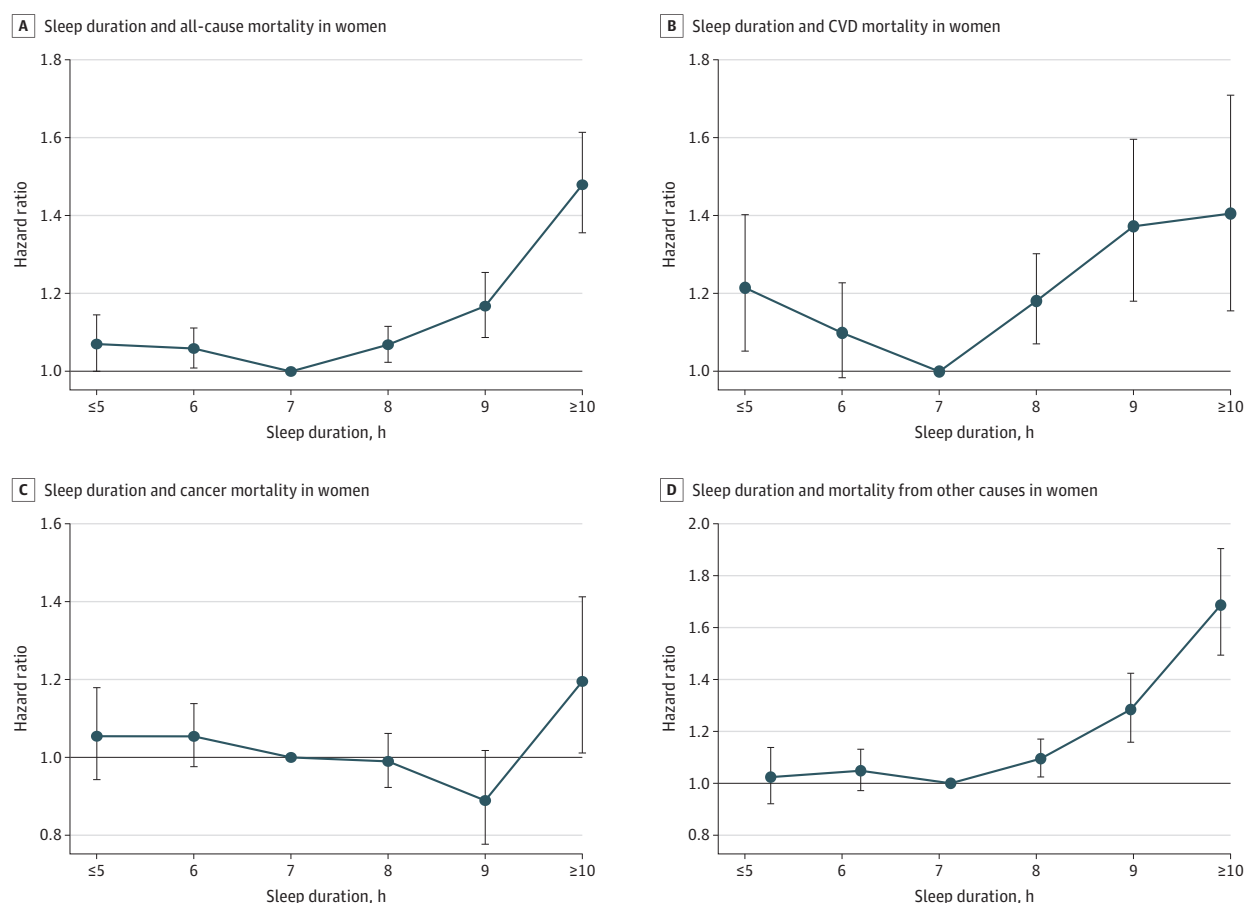 A Sleep duration and all-cause mortality in women
1.8
1.6
1.4
1.2
1.0
Hazard ratio
≤5 6 7 8 9 ≥10
Sleep duration, h
B Sleep duration and CVD mortality in women
1.8
1.6
1.4
1.2
1.0
Hazard ratio
≤5 6 7 8 9 ≥10
Sleep duration, h
C Sleep duration and cancer mortality in women
1.6
1.4
1.2
1.0
0.8
Hazard ratio
≤5 6 7 8 9 ≥10
Sleep duration, h
D Sleep duration and mortality from other causes in women
2.0
1.8
1.6
1.4
1.2
1.0
0.8
Hazard ratio
≤5 6 7 8 9 ≥10
Sleep duration, h